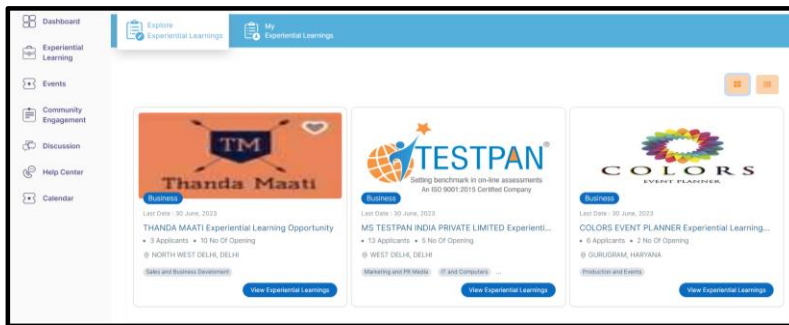 Dashboard
Experiential
Learning
Events
Community
Engagement
Discussion
Help Center
Calendar
Explore
Experiential Learnings
My
Experiential Learnings
TM
Thanda Maati
Business
Last Date : 30 June, 2023
THANDA MAATI Experiential Learning Opportunity
• 3 Applicants • 10 No Of Opening
NORTH WEST DELHI, DELHI
Sales and Business Develoment
View Experiential Learnings
TESTPAN®
Setting benchmark in on-line assessments
An ISO 9001:2015 Certified Company
Business
Last Date : 30 June, 2023
MS TESTPAN INDIA PRIVATE LIMITED Experienti...
• 13 Applicants • 5 No Of Opening
WEST DELHI, DELHI
Marketing and PR Media IT and Computers ...
View Experiential Learnings
COLORS
EVENT PLANNER
Business
Last Date : 30 June, 2023
COLORS EVENT PLANNER Experiential Learning...
• 6 Applicants • 2 No Of Opening
GURUGRAM, HARYANA
Production and Events
View Experiential Learnings